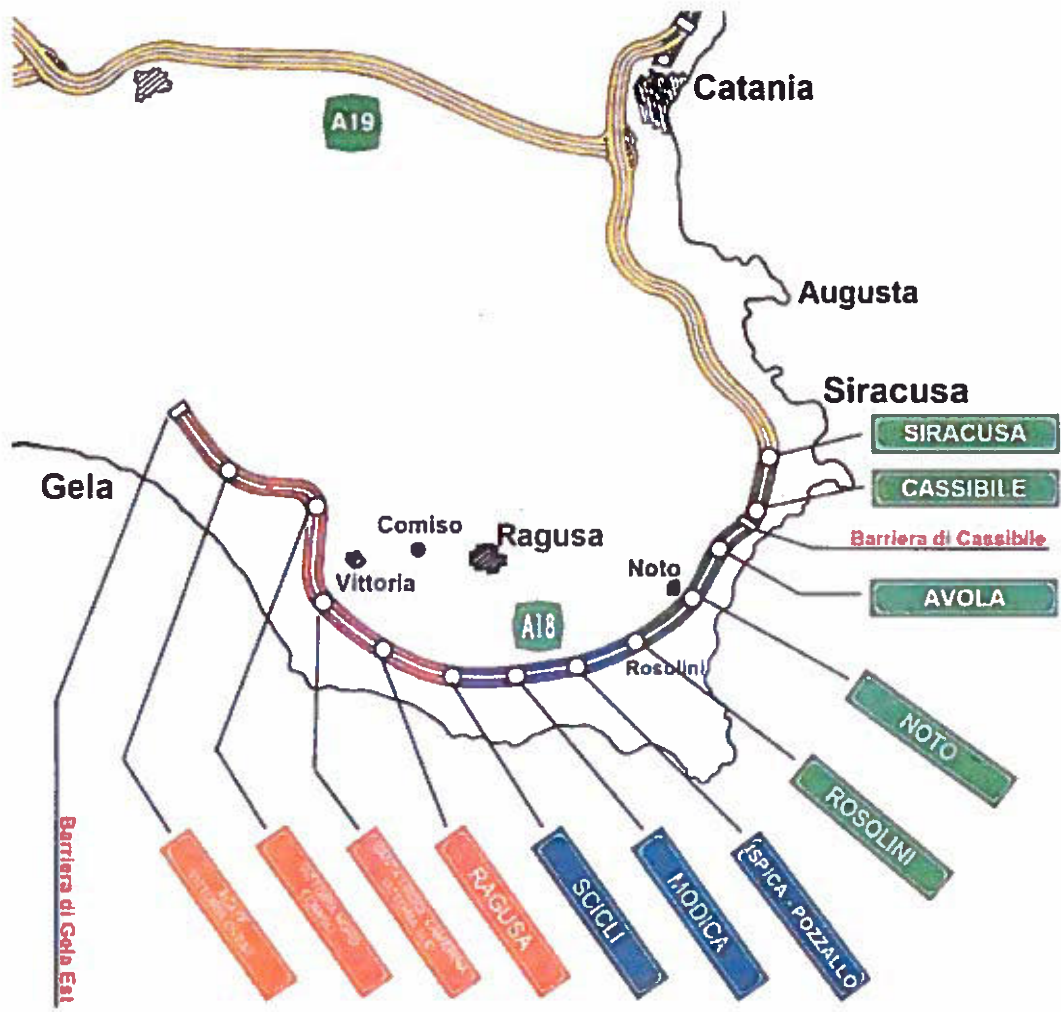 Catania
A19
Augusta
Siracusa
SIRACUSA
Gela
CASSIBILE
Comiso
Ragusa
Barriera di Cassibile
Vittoria
Noto
AVOLA
A18
Rosolini
NOTO
ROSOLINI
ISPICA - POZZALLO
MODICA
SCICLI
RAGUSA
Barriera di Gela Est